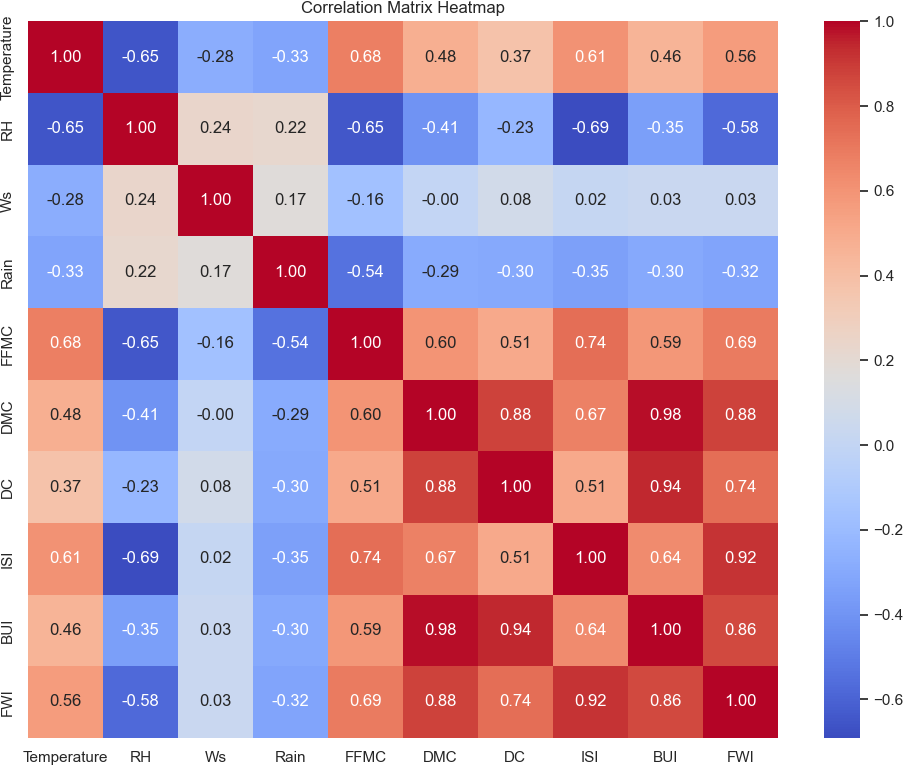 Correlation Matrix Heatmap
Temperature 1.00 -0.65 -0.28 -0.33 0.68 0.48 0.37 0.61 0.46 0.56
RH -0.65 1.00 0.24 0.22 -0.65 -0.41 -0.23 -0.69 -0.35 -0.58
Ws -0.28 0.24 1.00 0.17 -0.16 -0.00 0.08 0.02 0.03 0.03
Rain -0.33 0.22 0.17 1.00 -0.54 -0.29 -0.30 -0.35 -0.30 -0.32
FFMC 0.68 -0.65 -0.16 -0.54 1.00 0.60 0.51 0.74 0.59 0.69
DMC 0.48 -0.41 -0.00 -0.29 0.60 1.00 0.88 0.67 0.98 0.88
DC 0.37 -0.23 0.08 -0.30 0.51 0.88 1.00 0.51 0.94 0.74
ISI 0.61 -0.69 0.02 -0.35 0.74 0.67 0.51 1.00 0.64 0.92
BUI 0.46 -0.35 0.03 -0.30 0.59 0.98 0.94 0.64 1.00 0.86
FWI 0.56 -0.58 0.03 -0.32 0.69 0.88 0.74 0.92 0.86 1.00
Temperature RH Ws Rain FFMC DMC DC ISI BUI FWI
1.0
0.8
0.6
0.4
0.2
0.0
−0.2
−0.4
−0.6